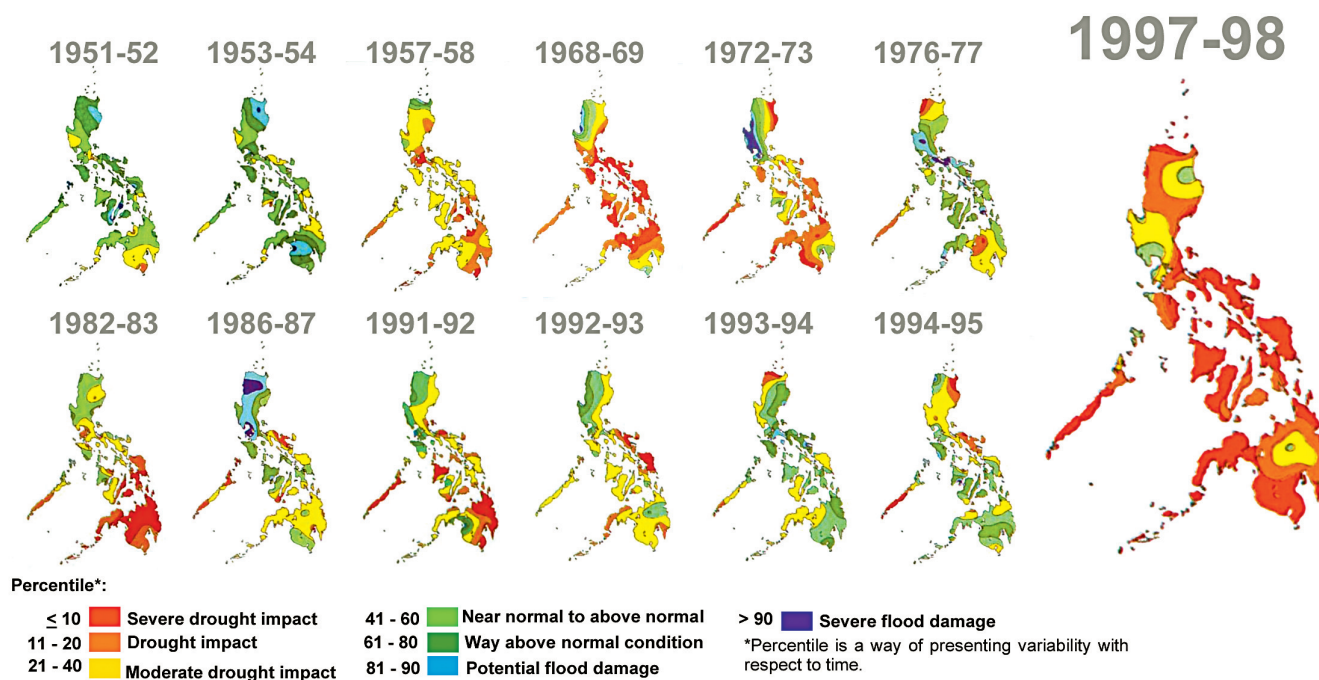 1951-52
1953-54
1957-58
1968-69
1972-73
1976-77
1997-98
1982-83
1986-87
1991-92
1992-93
1993-94
1994-95
Percentile*:
≤ 10 Severe drought impact
11 - 20 Drought impact
21 - 40 Moderate drought impact
41 - 60 Near normal to above normal
61 - 80 Way above normal condition
81 - 90 Potential flood damage
> 90 Severe flood damage
*Percentile is a way of presenting variability with
respect to time.